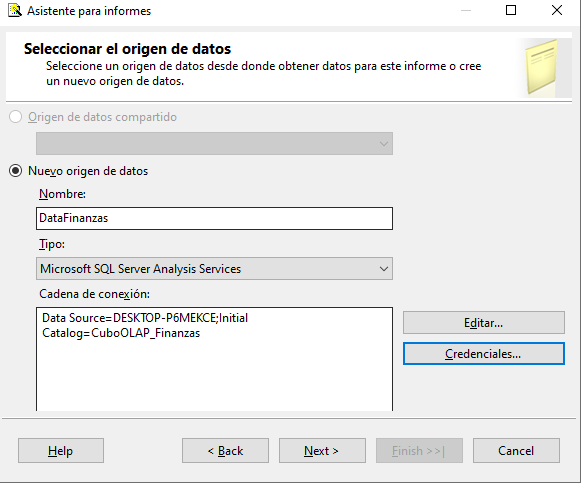 Asistente para informes
Seleccionar el origen de datos
Seleccione un origen de datos desde donde obtener datos para este informe o cree
un nuevo origen de datos.
Origen de datos compartido
Nuevo origen de datos
Nombre:
DataFinanzas
Tipo:
Microsoft SQL Server Analysis Services
Cadena de conexión:
Data Source=DESKTOP-P6MEKCE;Initial
Catalog=CuboOLAP_Finanzas
Editar...
Credenciales...
Help
< Back
Next >
Finish >>|
Cancel